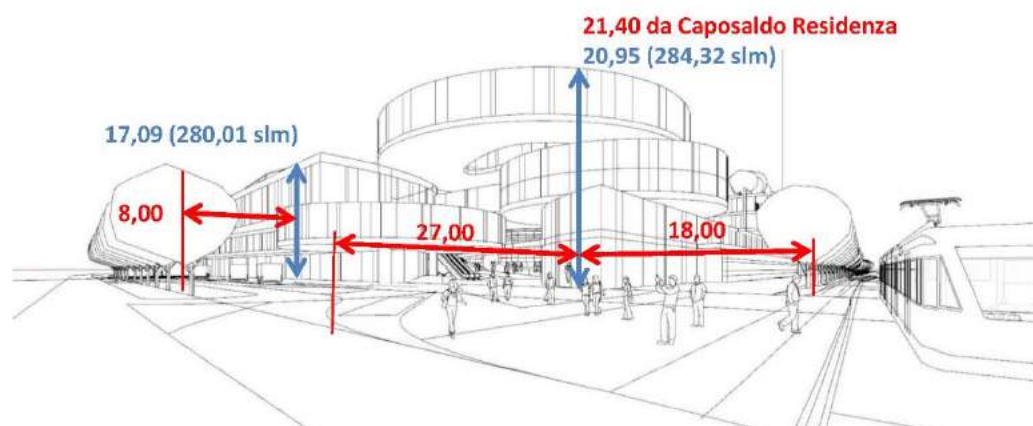 21,40 da Caposaldo Residenza
20,95 (284,32 slm)
17,09 (280,01 slm)
8,00
27,00
18,00